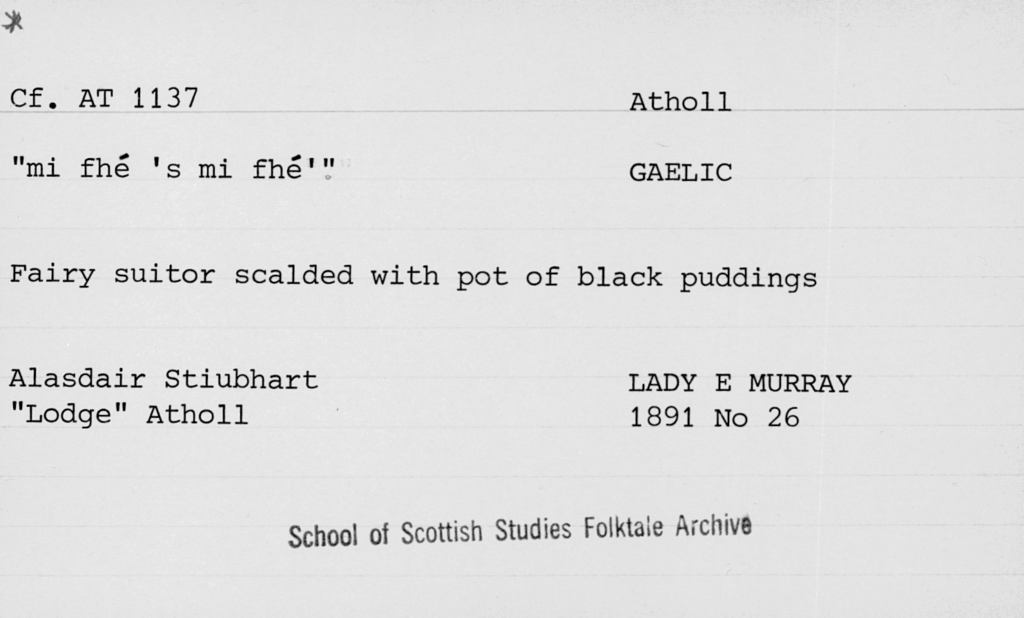 *
Cf. AT 1137 Atholl
"mi fhé 's mi fhé'" GAELIC
Fairy suitor scalded with pot of black puddings
Alasdair Stiubhart LADY E MURRAY
"Lodge" Atholl 1891 No 26
School of Scottish Studies Folktale Archive